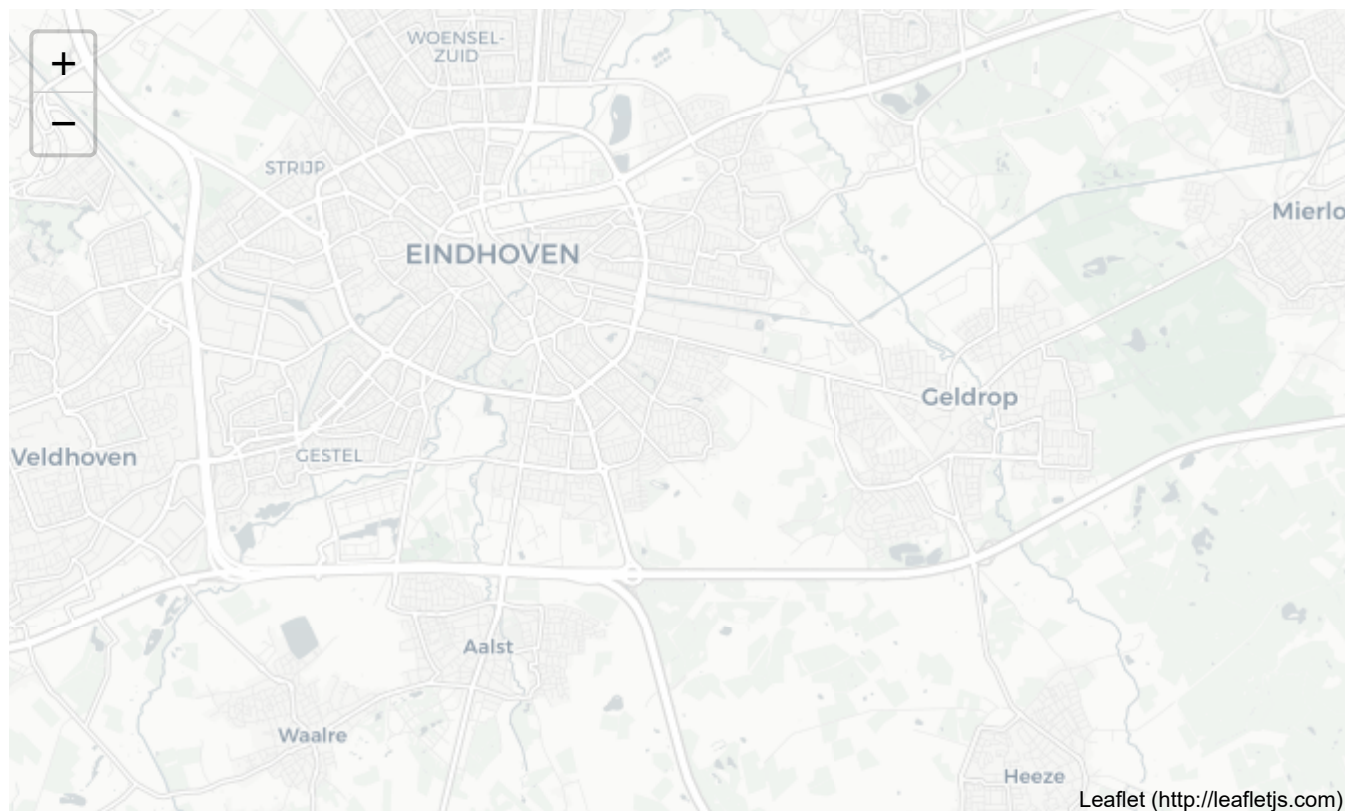 WOENSEL-
ZUID
+
−
STRIJP
Mierlo
EINDHOVEN
Geldrop
Veldhoven
GESTEL
Aalst
Waalre
Heeze
Leaflet (http://leafletjs.com)